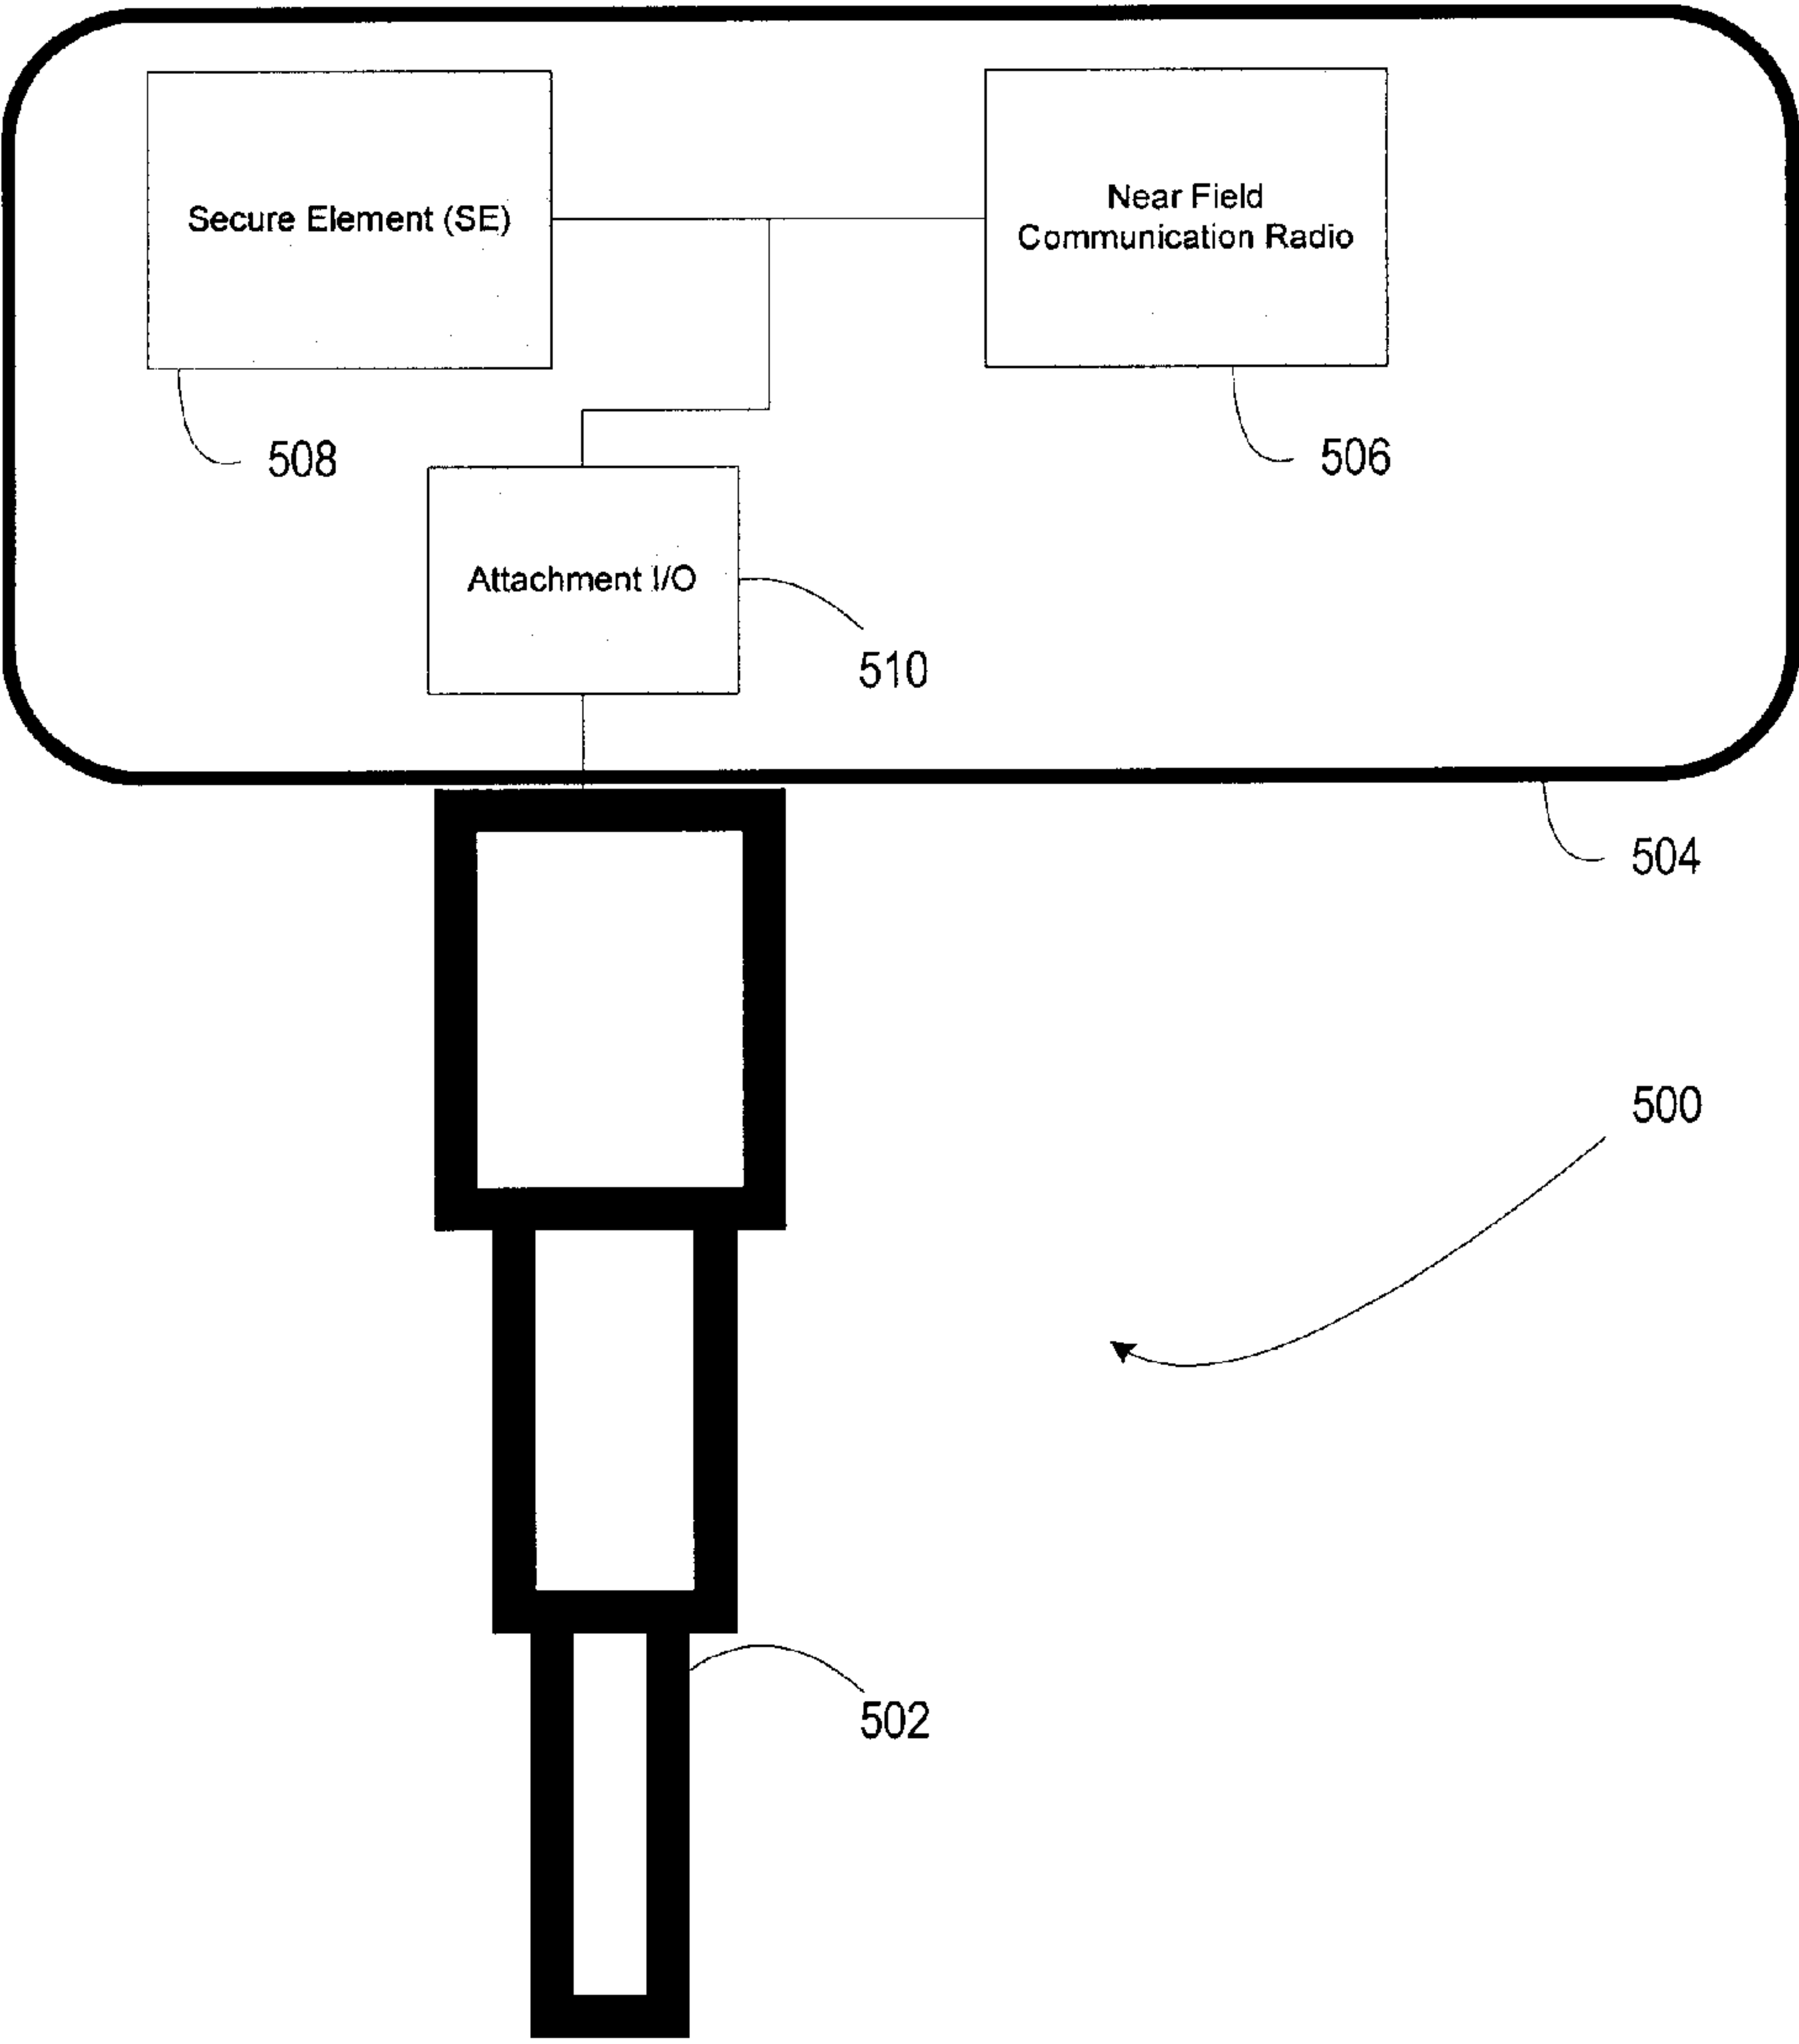 Secure Element (SE)
Near Field
Communication Radio
508
506
Attachment I/O
510
504
500
502